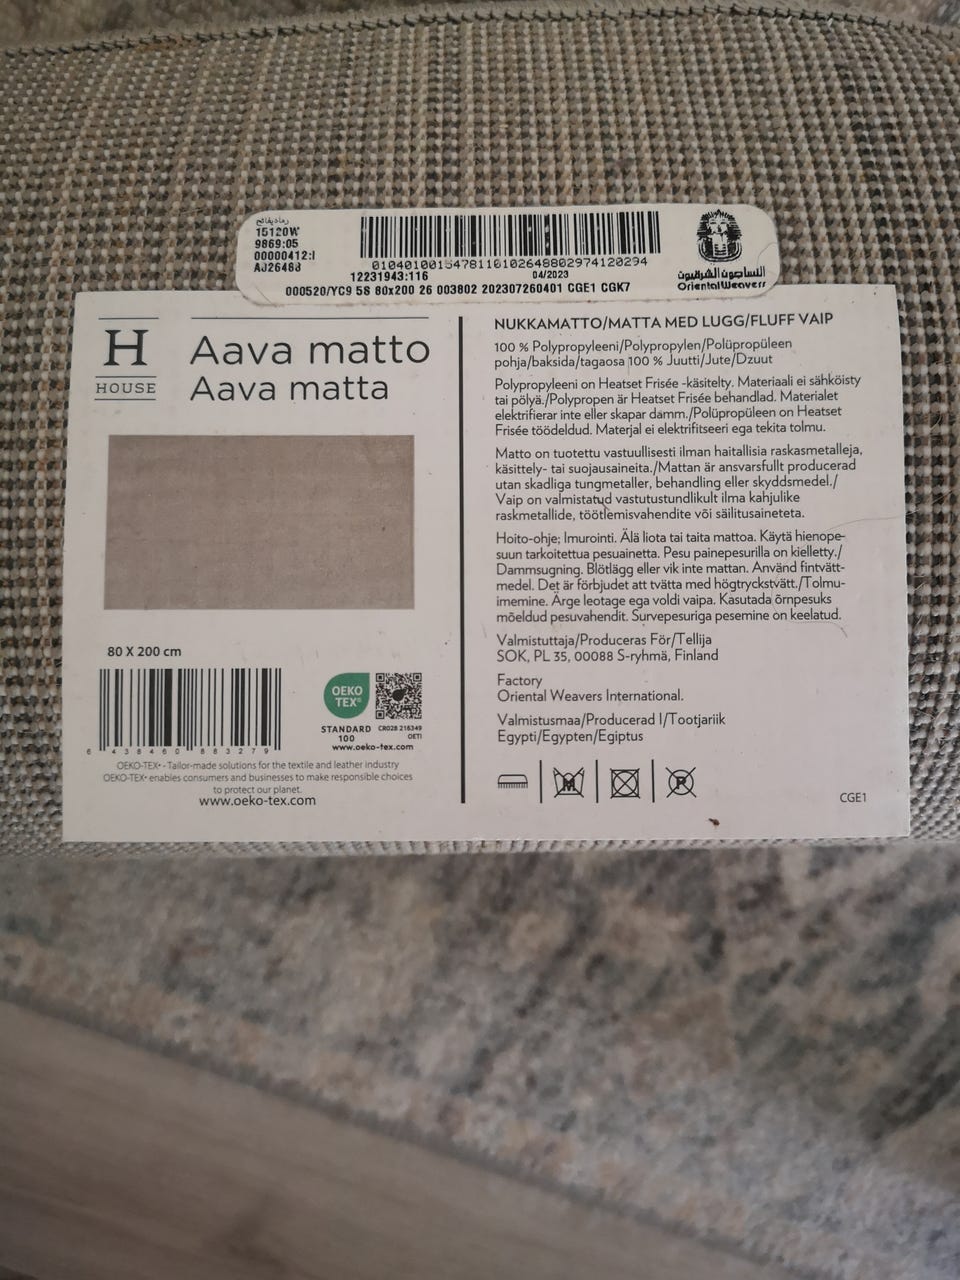 15120W
9869:05
00000412:1
AJ26488
12231943:116
04/2023
000520/YC9 58 80x200 26 003802 202307260401 CGE1 CGK7
النساجون الشرقيون
Oriental Weavers
H
HOUSE
Aava matto
Aava matta
80 X 200 cm
6 438460 883279
OEKO
TEX®
STANDARD
100
CR028 216349
OETI
www.oeko-tex.com
OEKO-TEX® - Tailor-made solutions for the textile and leather industry
OEKO-TEX® enables consumers and businesses to make responsible choices
to protect our planet.
www.oeko-tex.com
NUKKAMATTO/MATTA MED LUGG/FLUFF VAIP
100 % Polypropyleeni/Polypropylen/Polüpropüleen
pohja/baksida/tagaosa 100 % Juutti/Jute/Dzuut
Polypropyleeni on Heatset Frisée -käsitelty. Materiaali ei sähköisty
tai pölyä./Polypropen är Heatset Frisée behandlad. Materialet
elektrifierar inte eller skapar damm./Polüpropüleen on Heatset
Frisée töödeldud. Materjal ei elektrifitseeri ega tekita tolmu.
Matto on tuotettu vastuullisesti ilman haitallisia raskasmetalleja,
käsittely- tai suojausaineita./Mattan är ansvarsfullt producerad
utan skadliga tungmetaller, behandling eller skyddsmedel./
Vaip on valmistatud vastutustundlikult ilma kahjulike
raskmetallide, töötlemisvahendite või säilitusaineteta.
Hoito-ohje; Imurointi. Älä liota tai taita mattoa. Käytä hienope-
suun tarkoitettua pesuainetta. Pesu painepesurilla on kielletty./
Dammsugning. Blötlägg eller vik inte mattan. Använd fintvätt-
medel. Det är förbjudet att tvätta med högtryckstvätt./Tolmu-
imemine. Ärge leotage ega voldi vaipa. Kasutada õrnpesuks
mõeldud pesuvahendit. Survepesuriga pesemine on keelatud.
Valmistuttaja/Produceras För/Tellija
SOK, PL 35, 00088 S-ryhmä, Finland
Factory
Oriental Weavers International.
Valmistusmaa/Producerad I/Tootjariik
Egypti/Egypten/Egiptus
CGE1